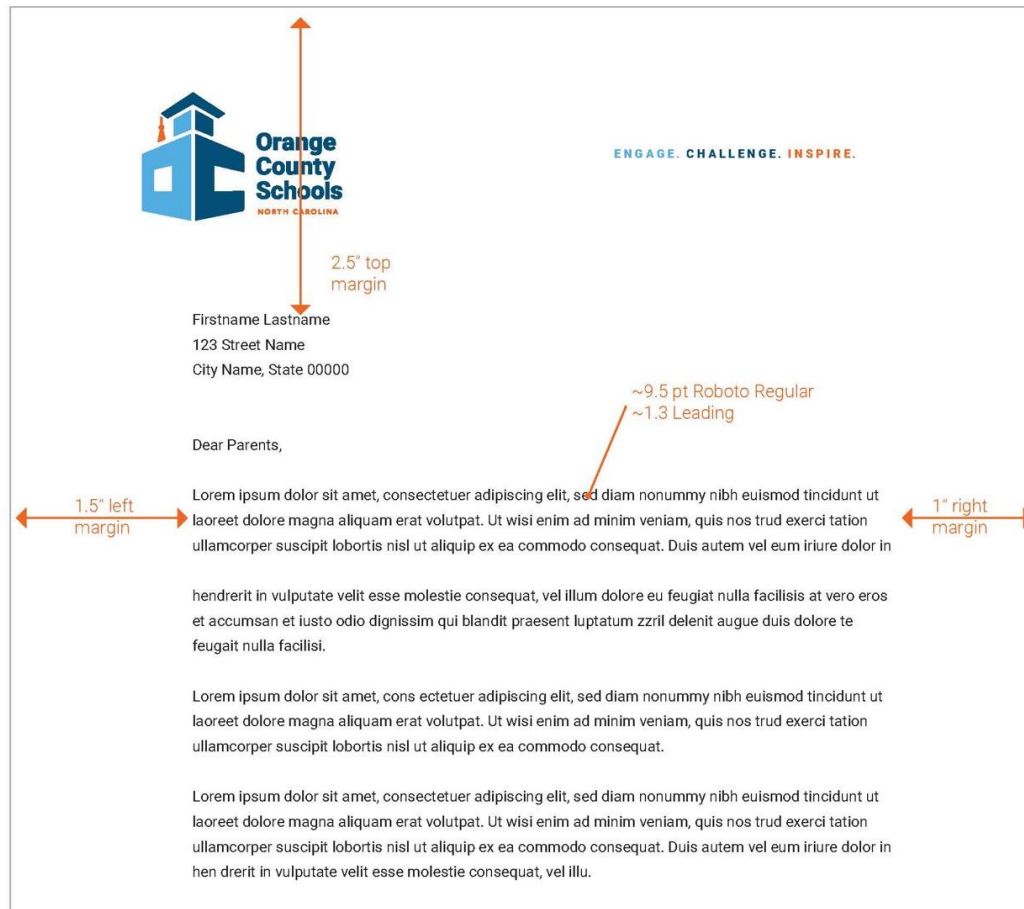 Orange
County
Schools
NORTH CAROLINA
ENGAGE. CHALLENGE. INSPIRE.
2.5" top
margin
Firstname Lastname
123 Street Name
City Name, State 00000
~9.5 pt Roboto Regular
~1.3 Leading
Dear Parents,
1.5" left
margin
Lorem ipsum dolor sit amet, consectetuer adipiscing elit, sed diam nonummy nibh euismod tincidunt ut
laoreet dolore magna aliquam erat volutpat. Ut wisi enim ad minim veniam, quis nos trud exerci tation
ullamcorper suscipit lobortis nisl ut aliquip ex ea commodo consequat. Duis autem vel eum iriure dolor in
1" right
margin
hendrerit in vulputate velit esse molestie consequat, vel illum dolore eu feugiat nulla facilisis at vero eros
et accumsan et iusto odio dignissim qui blandit praesent luptatum zzril delenit augue duis dolore te
feugait nulla facilisi.
Lorem ipsum dolor sit amet, cons ectetuer adipiscing elit, sed diam nonummy nibh euismod tincidunt ut
laoreet dolore magna aliquam erat volutpat. Ut wisi enim ad minim veniam, quis nos trud exerci tation
ullamcorper suscipit lobortis nisl ut aliquip ex ea commodo consequat.
Lorem ipsum dolor sit amet, consectetuer adipiscing elit, sed diam nonummy nibh euismod tincidunt ut
laoreet dolore magna aliquam erat volutpat. Ut wisi enim ad minim veniam, quis nos trud exerci tation
ullamcorper suscipit lobortis nisl ut aliquip ex ea commodo consequat. Duis autem vel eum iriure dolor in
hen drerit in vulputate velit esse molestie consequat, vel illu.